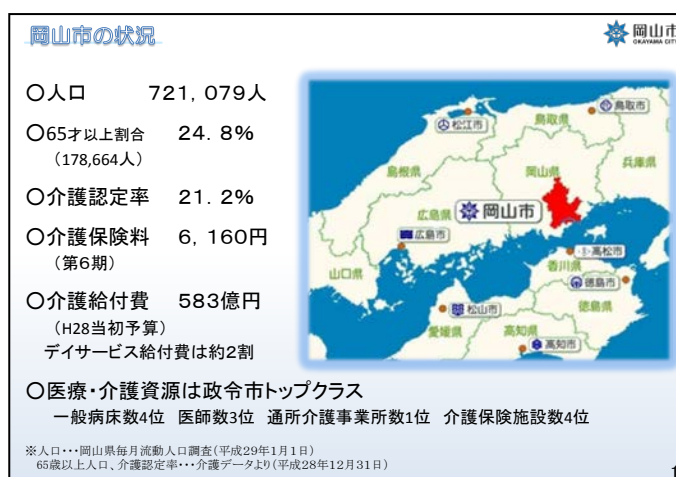 岡山市の状況
岡山市
OKAYAMA CITY
○人口 721,079人
○65才以上割合 24.8%
(178,664人)
○介護認定率 21.2%
○介護保険料 6,160円
(第6期)
○介護給付費 583億円
(H28当初予算)
デイサービス給付費は約2割
松江市
鳥取市
鳥取県
島根県
岡山県
兵庫県
広島県
岡山市
広島市
高松市
香川県
山口県
徳島市
松山市
徳島県
愛媛県
高知県
高知市
○医療・介護資源は政令市トップクラス
一般病床数4位 医師数3位 通所介護事業所数1位 介護保険施設数4位
※人口・・・岡山県毎月流動人口調査(平成29年1月1日)
65歳以上人口、介護認定率・・・介護データより(平成28年12月31日)
1